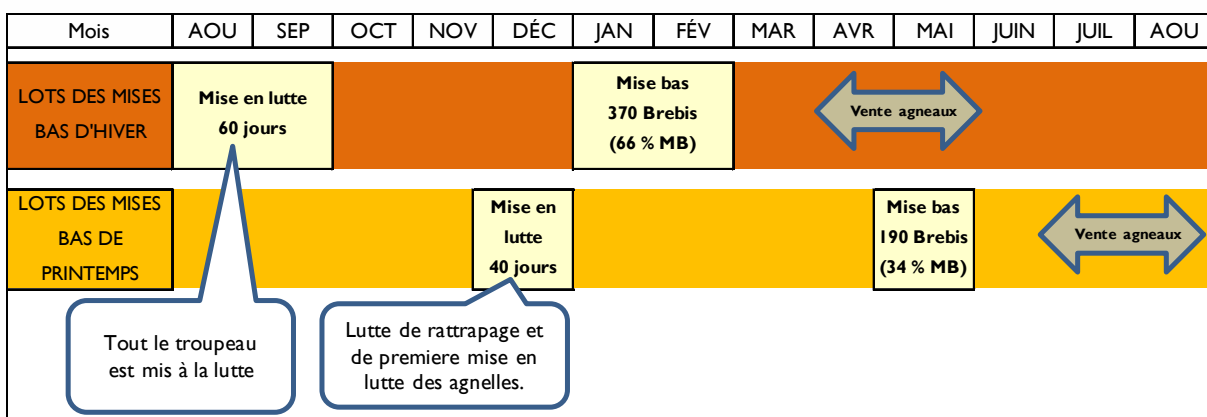 Mois AOU SEP OCT NOV DÉC JAN FÉV MAR AVR MAI JUIN JUIL AOU
LOTS DES MISES
BAS D'HIVER
Mise en lutte
60 jours
Mise bas
370 Brebis
(66 % MB)
Vente agneaux
LOTS DES MISES
BAS DE
PRINTEMPS
Mise en
lutte
40 jours
Mise bas
190 Brebis
(34 % MB)
Vente agneaux
Tout le troupeau
est mis à la lutte
Lutte de rattrapage et
de premiere mise en
lutte des agnelles.